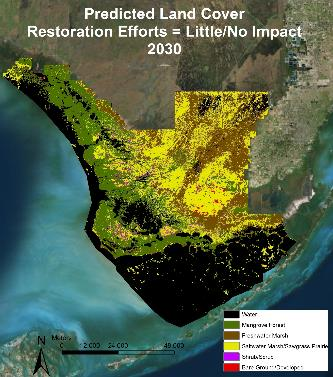 Predicted Land Cover
Restoration Efforts = Little/No Impact
2030
Water
Mangrove Forest
Freshwater Marsh
Saltwater Marsh/Sawgrass Prairie
Shrub/Scrub
Bare Ground/Developed
Meters
N